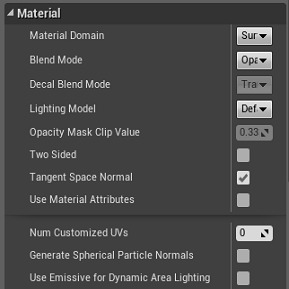 Material
Material Domain Sur
Blend Mode Opa
Decal Blend Mode Tra
Lighting Model Def
Opacity Mask Clip Value 0.33
Two Sided
Tangent Space Normal
Use Material Attributes
Num Customized UVs 0
Generate Spherical Particle Normals
Use Emissive for Dynamic Area Lighting